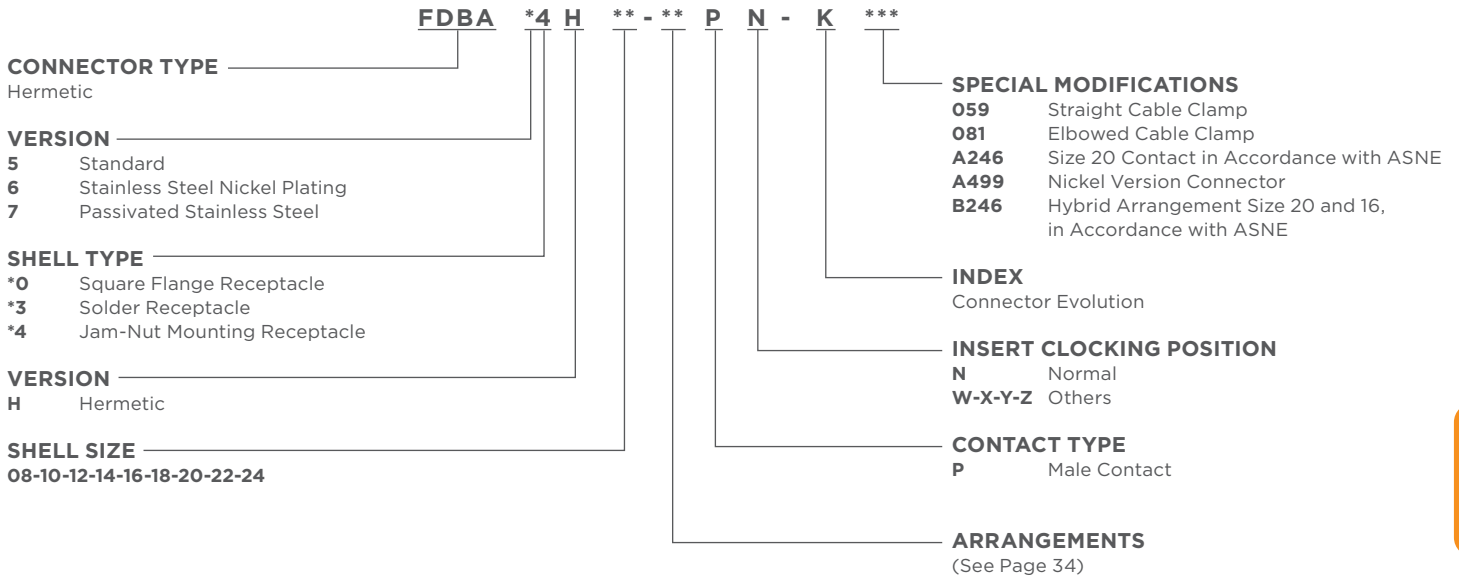 FDBA *4 H ** - ** P N - K ***
CONNECTOR TYPE
Hermetic
VERSION
5 Standard
6 Stainless Steel Nickel Plating
7 Passivated Stainless Steel
SHELL TYPE
*0 Square Flange Receptacle
*3 Solder Receptacle
*4 Jam-Nut Mounting Receptacle
VERSION
H Hermetic
SHELL SIZE
08-10-12-14-16-18-20-22-24
SPECIAL MODIFICATIONS
059 Straight Cable Clamp
081 Elbowed Cable Clamp
A246 Size 20 Contact in Accordance with ASNE
A499 Nickel Version Connector
B246 Hybrid Arrangement Size 20 and 16,
in Accordance with ASNE
INDEX
Connector Evolution
INSERT CLOCKING POSITION
N Normal
W-X-Y-Z Others
CONTACT TYPE
P Male Contact
ARRANGEMENTS
(See Page 34)